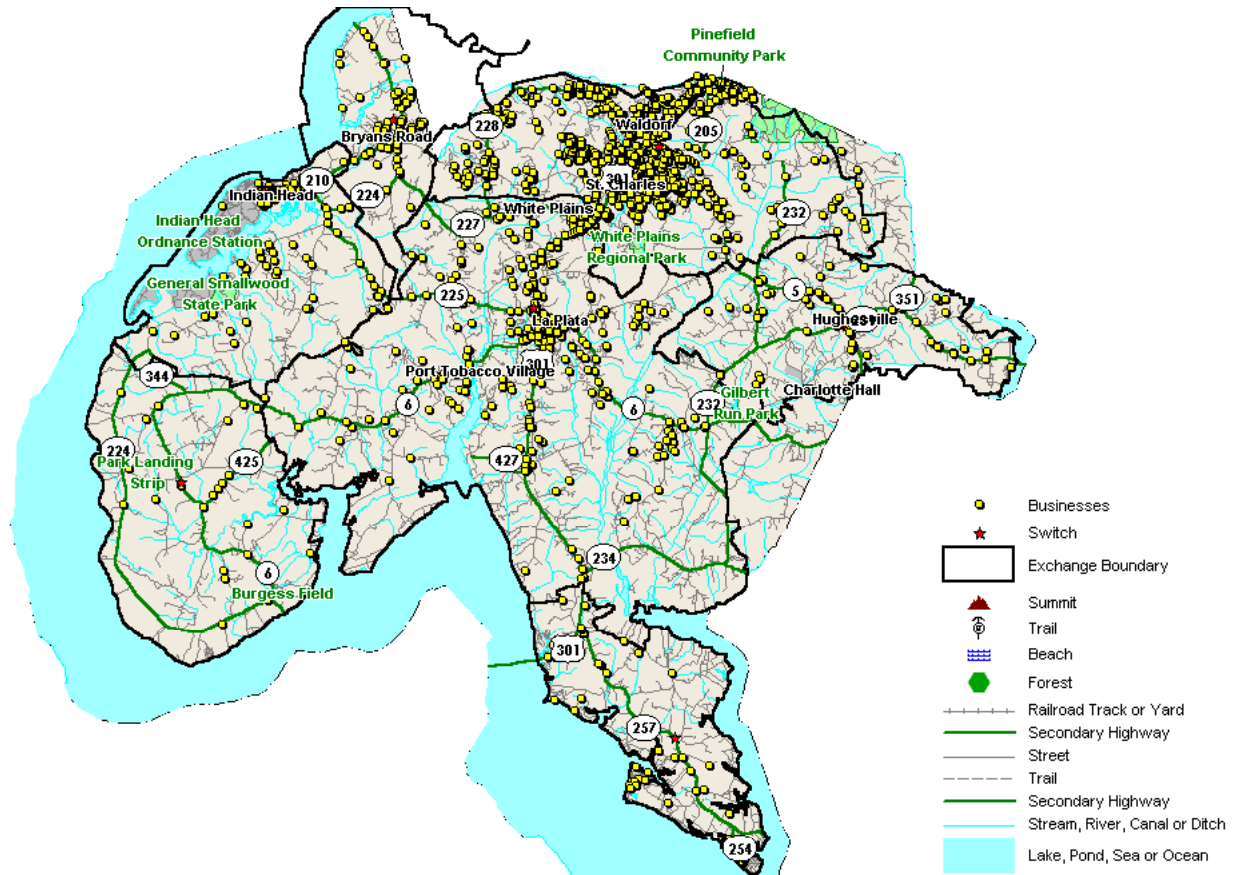 Pinefield
Community Park
Waldorf
228
205
Bryans Road
301
St. Charles
210
224
Indian Head
White Plains
232
227
Indian Head
Ordnance Station
White Plains
Regional Park
General Smallwood
State Park
225
5
351
La Plata
Hughesville
301
Port Tobacco Village
344
6
6
232
Gilbert
Run Park
Charlotte Hall
224
425
427
Park Landing
Strip
234
6
Burgess Field
301
257
254
Businesses
Switch
Exchange Boundary
Summit
Trail
Beach
Forest
Railroad Track or Yard
Secondary Highway
Street
Trail
Secondary Highway
Stream, River, Canal or Ditch
Lake, Pond, Sea or Ocean